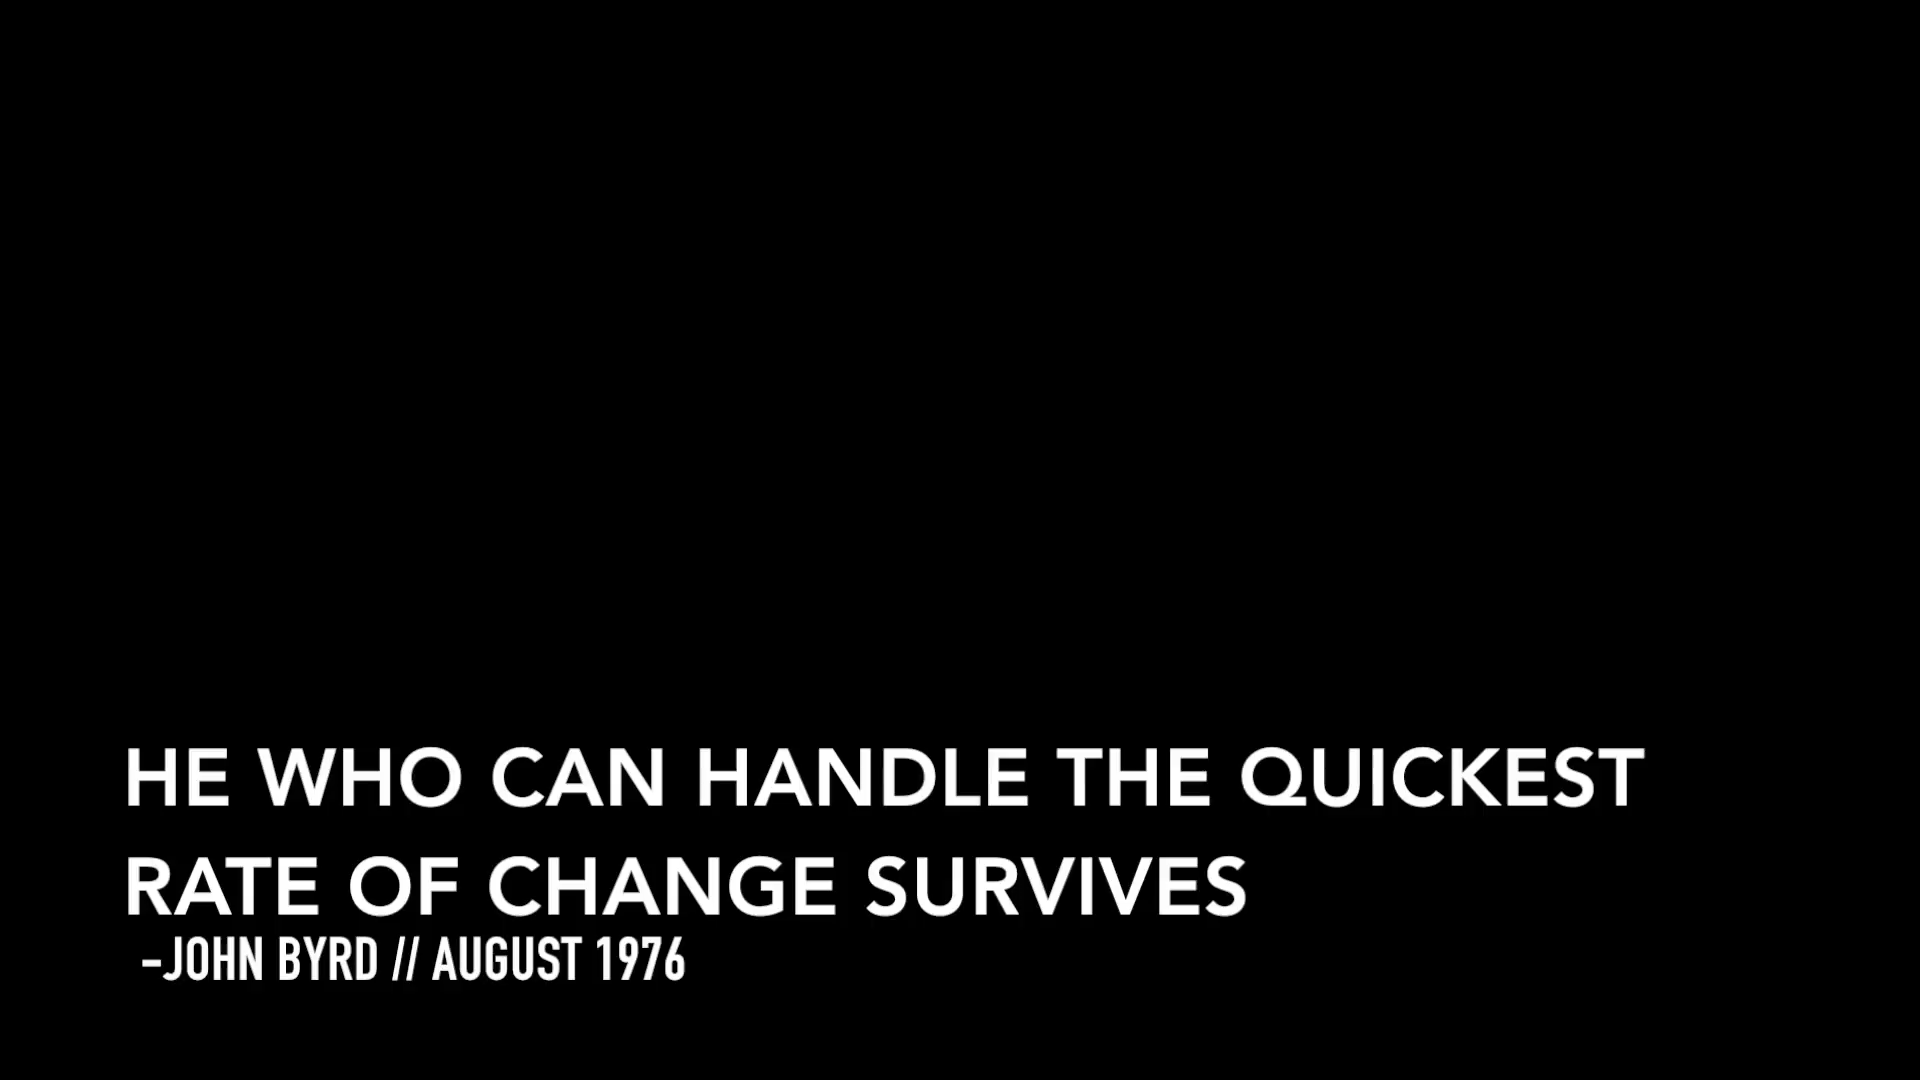 HE WHO CAN HANDLE THE QUICKEST
RATE OF CHANGE SURVIVES
-JOHN BYRD // AUGUST 1976